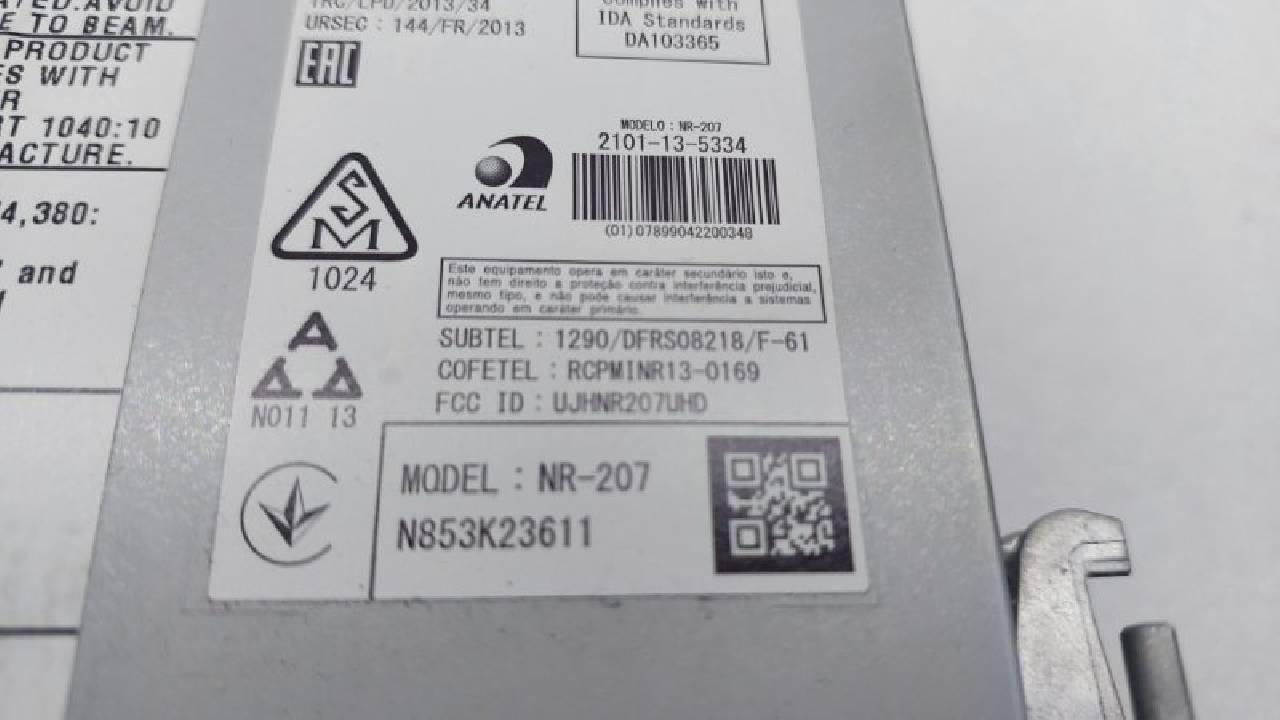 ATED.AVOID
E TO BEAM.
PRODUCT
ES WITH
R
RT 1040:10
ACTURE.
4,380:
and
TRC/LPD/2013/34
URSEC : 144/FR/2013
Complies with
IDA Standards
DA103365
EAC
MODELO : NR-207
2101-13-5334
ANATEL
(01)07899042200348
S
M
1024
Este equipamento opera em caráter secundário isto e,
não tem direito a proteção contra interferência prejudicial,
mesmo tipo, e não pode causar interferência a sistemas
operando em caráter primário.
A
N011 13
SUBTEL : 1290/DFRS08218/F-61
COFETEL : RCPMINR13-0169
FCC ID : UJHNR207UHD
MODEL : NR-207
N853K23611